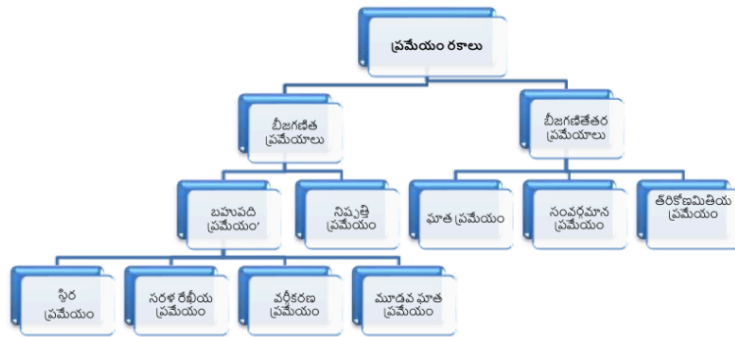 ప్రమేయం రకాలు
బీజగణిత
ప్రమేయాలు
బీజగణితేతర
ప్రమేయాలు
బహుపది
ప్రమేయం'
నిష్పత్తి
ప్రమేయం
ఘాత ప్రమేయం
సంవర్గమాన
ప్రమేయం
త్రికోణమితియ
ప్రమేయం
స్థిర
ప్రమేయం
సరళ రేఖీయ
ప్రమేయం
వర్గీకరణ
ప్రమేయం
మూడవ ఘాత
ప్రమేయం